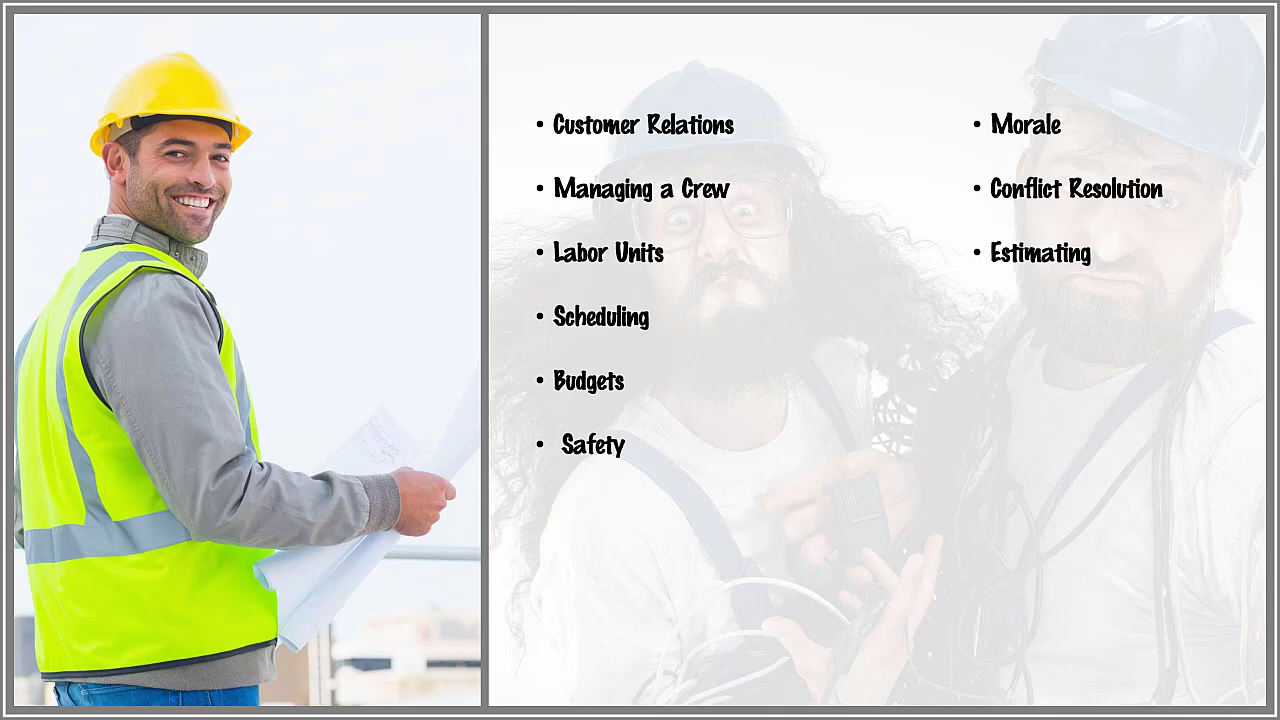 • Customer Relations
• Managing a Crew
• Labor Units
• Scheduling
• Budgets
• Safety
• Morale
• Conflict Resolution
• Estimating